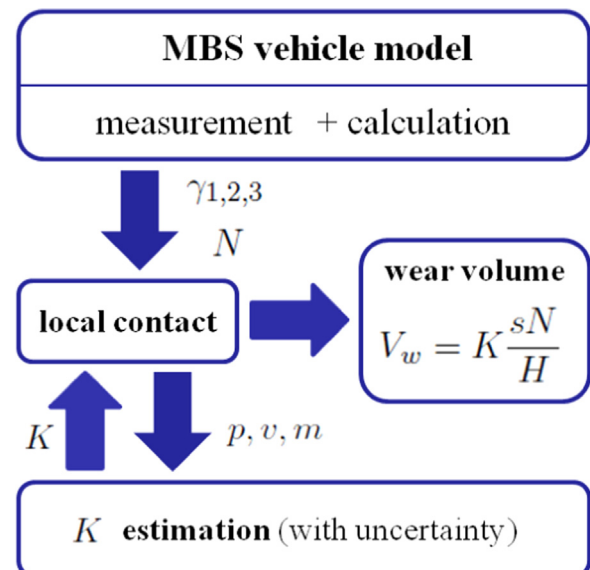 MBS vehicle model
measurement + calculation
γ1,2,3
N
local contact
wear volume
V_w = K sN/H
K
p, v, m
K estimation (with uncertainty)